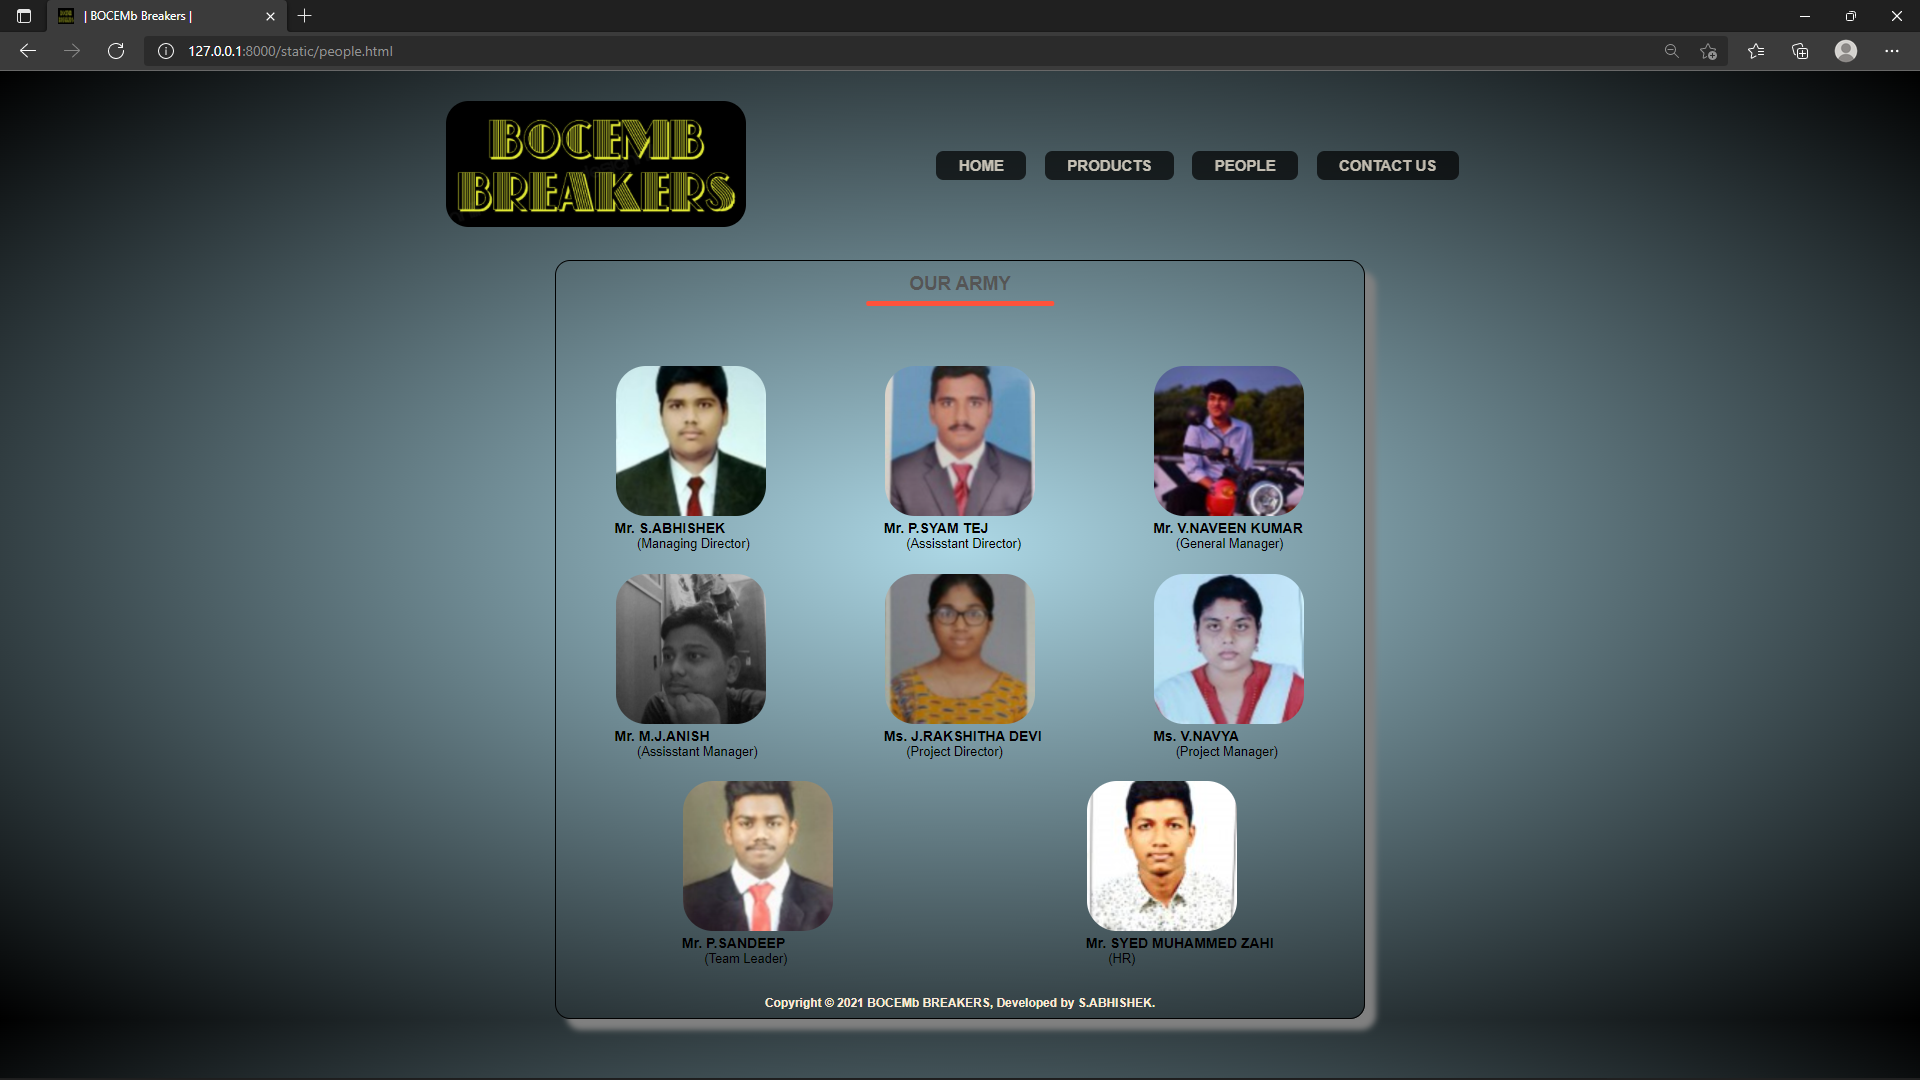 | BOCEMb Breakers |
127.0.0.1:8000/static/people.html
BOCEMB
BREAKERS
HOME
PRODUCTS
PEOPLE
CONTACT US
OUR ARMY
Mr. S.ABHISHEK
(Managing Director)
Mr. P.SYAM TEJ
(Assisstant Director)
Mr. V.NAVEEN KUMAR
(General Manager)
Mr. M.J.ANISH
(Assisstant Manager)
Ms. J.RAKSHITHA DEVI
(Project Director)
Ms. V.NAVYA
(Project Manager)
Mr. P.SANDEEP
(Team Leader)
Mr. SYED MUHAMMED ZAHI
(HR)
Copyright © 2021 BOCEMb BREAKERS, Developed by S.ABHISHEK.